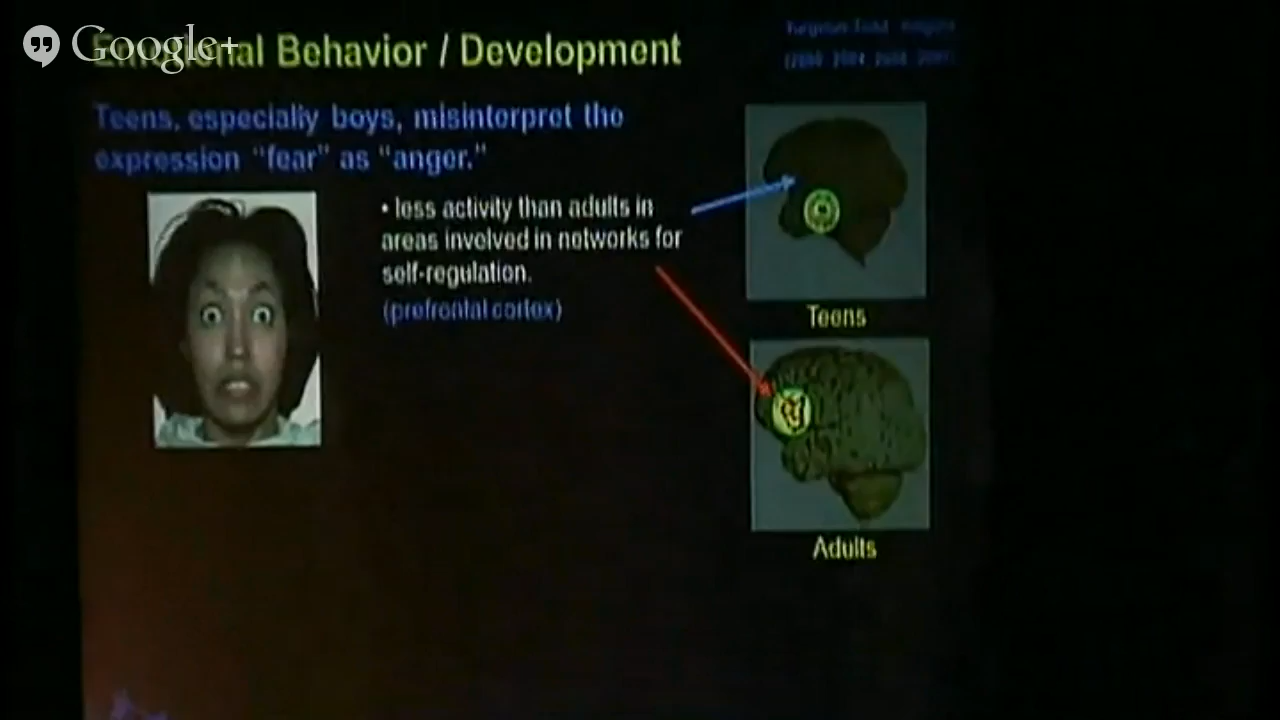 Google+
Emotional Behavior / Development
Teens, especially boys, misinterpret the
expression “fear” as “anger.”
• less activity than adults in
areas involved in networks for
self-regulation.
(prefrontal cortex)
Teens
Adults